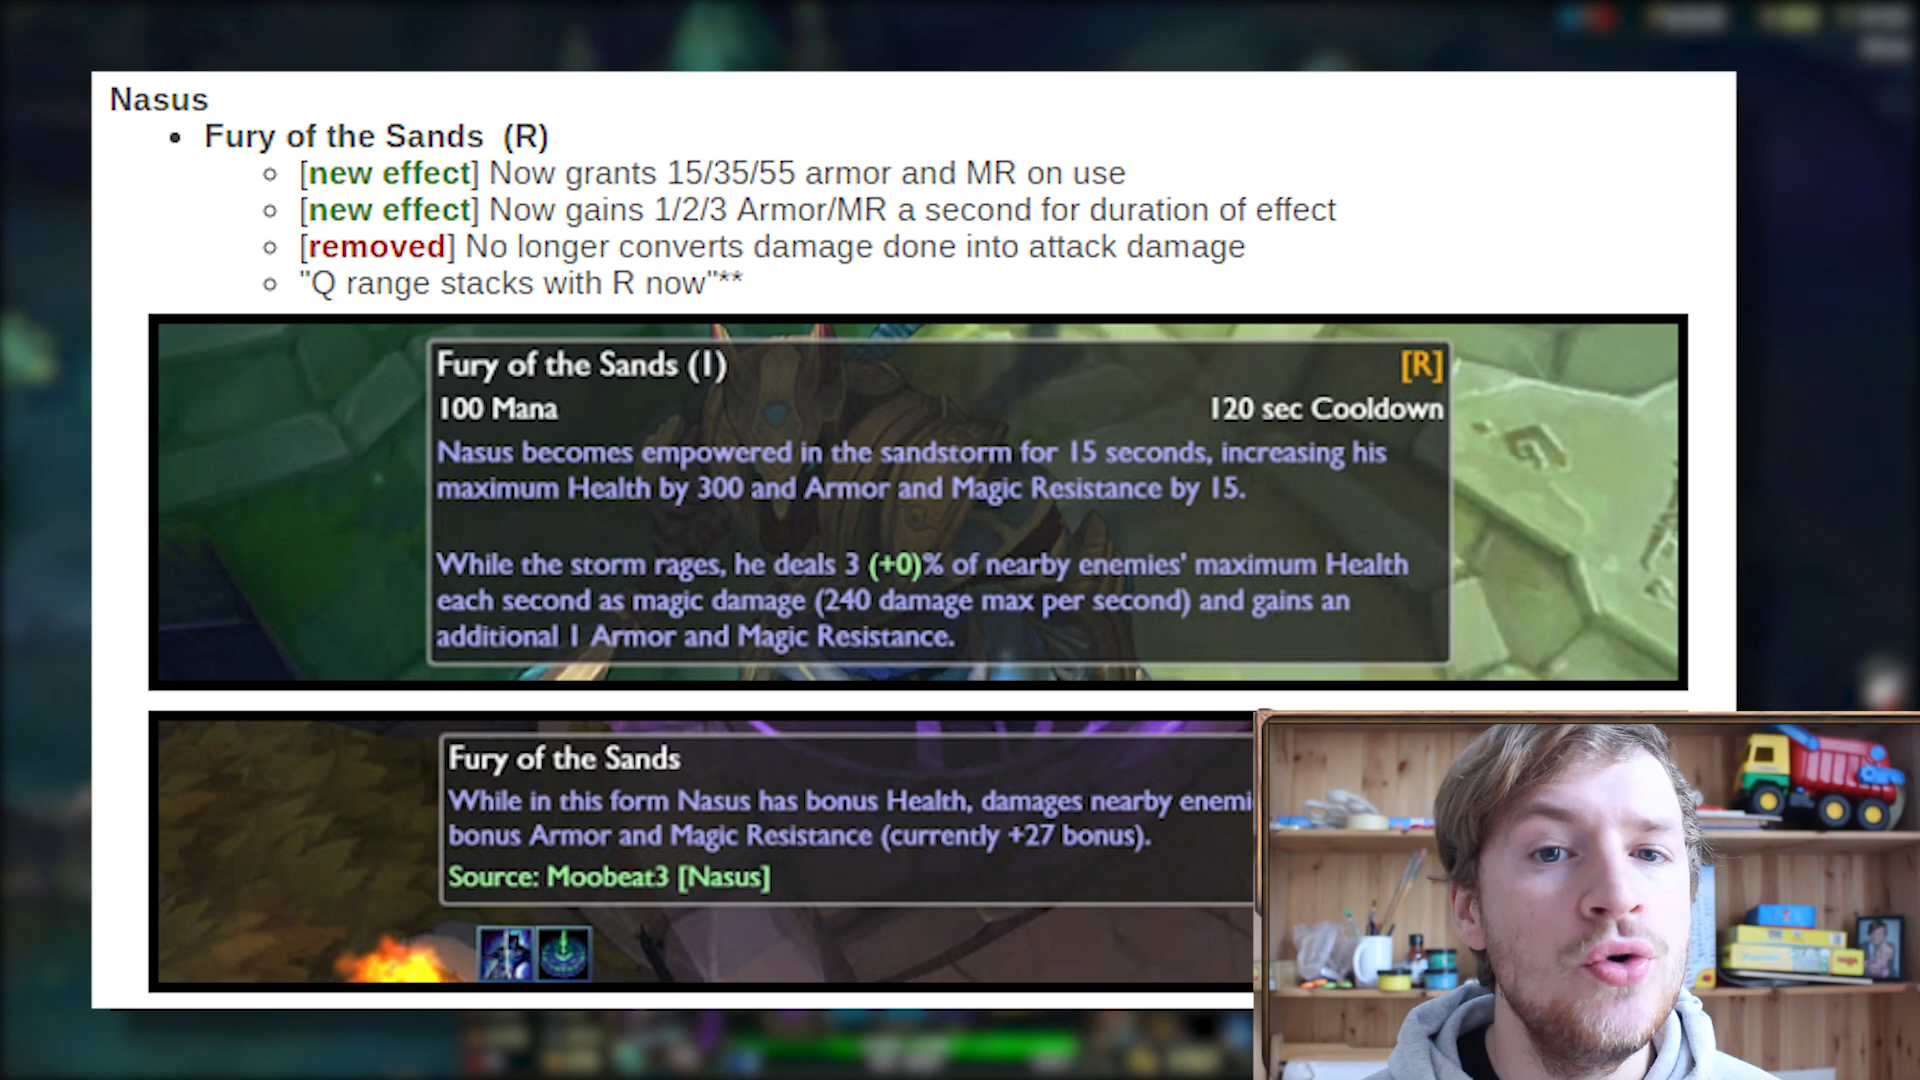 Nasus
• Fury of the Sands (R)
○ [new effect] Now grants 15/35/55 armor and MR on use
○ [new effect] Now gains 1/2/3 Armor/MR a second for duration of effect
○ [removed] No longer converts damage done into attack damage
○ "Q range stacks with R now"**
Fury of the Sands (1) [R]
100 Mana 120 sec Cooldown
Nasus becomes empowered in the sandstorm for 15 seconds, increasing his
maximum Health by 300 and Armor and Magic Resistance by 15.
While the storm rages, he deals 3 (+0)% of nearby enemies' maximum Health
each second as magic damage (240 damage max per second) and gains an
additional 1 Armor and Magic Resistance.
Fury of the Sands
While in this form Nasus has bonus Health, damages nearby enemi
bonus Armor and Magic Resistance (currently +27 bonus).
Source: Moobeat3 [Nasus]